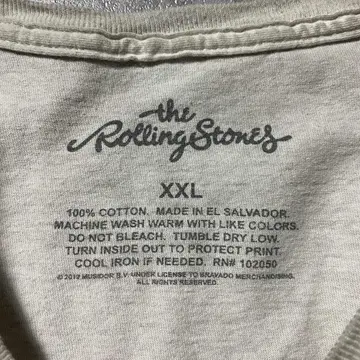 the
Rolling Stones
XXL
100% COTTON. MADE IN EL SALVADOR.
MACHINE WASH WARM WITH LIKE COLORS.
DO NOT BLEACH. TUMBLE DRY LOW.
TURN INSIDE OUT TO PROTECT PRINT.
COOL IRON IF NEEDED. RN# 102050
© MUSIDOR B.V. UNDER LICENSE TO BRAVADO MERCHANDISING.
ALL RIGHTS RESERVED.